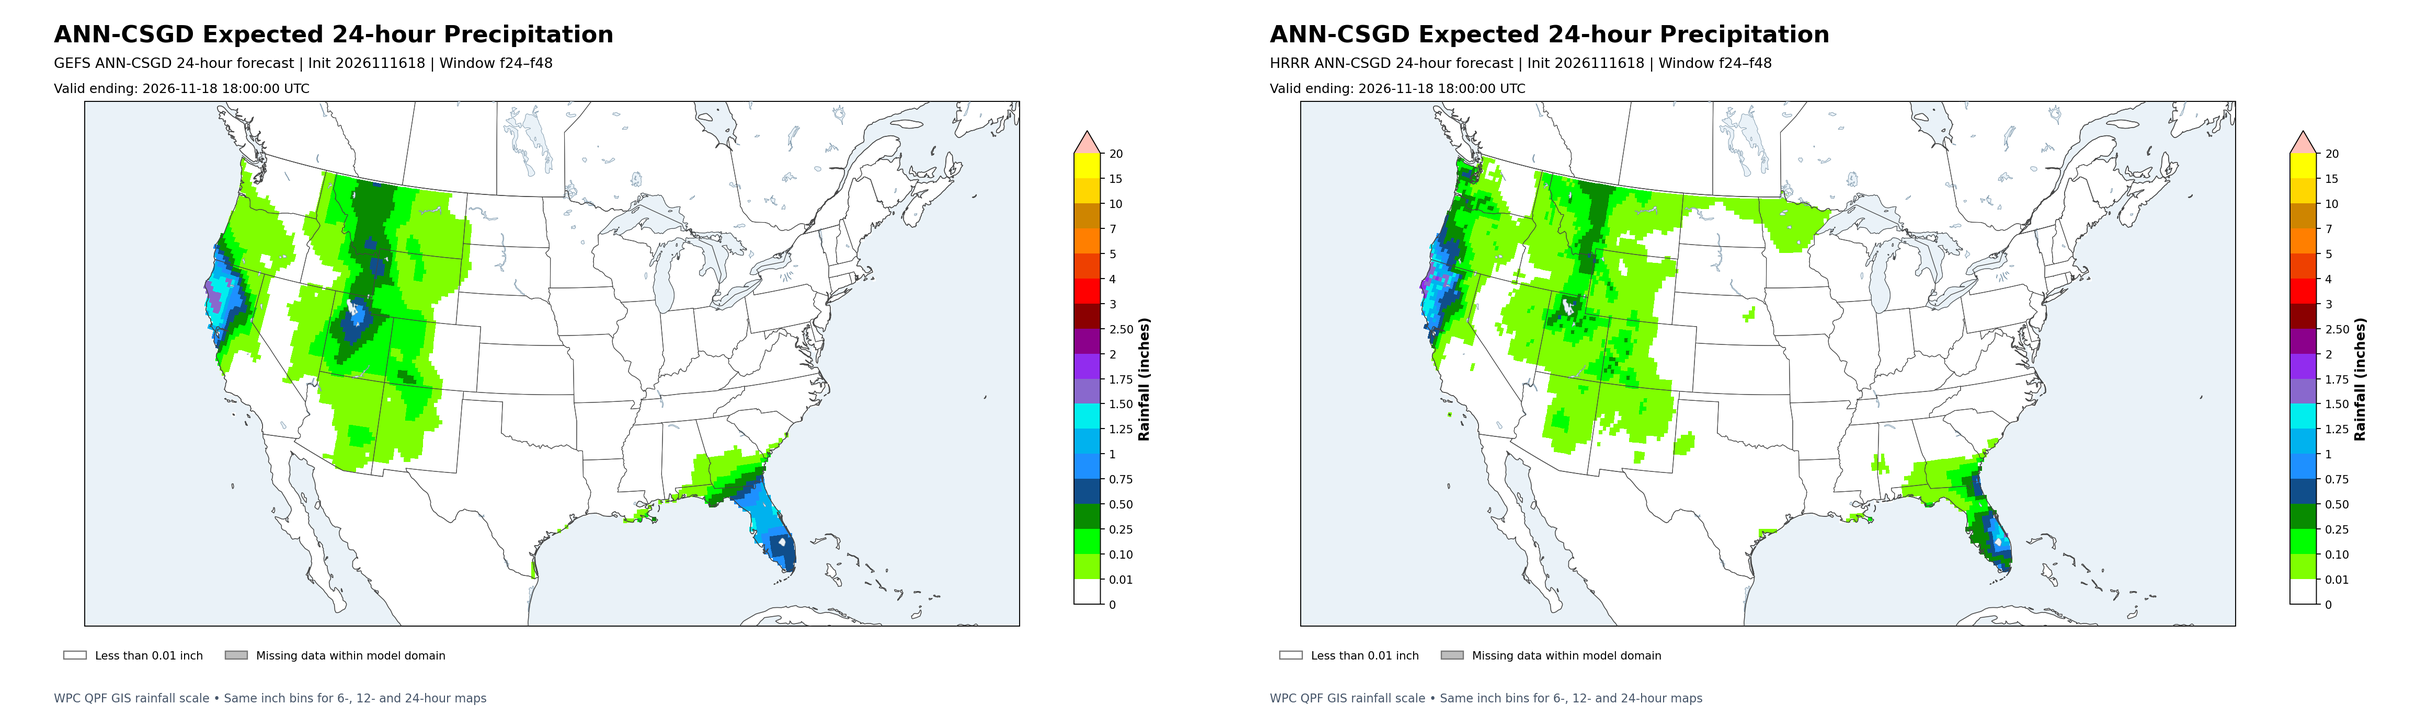 ANN-CSGD Expected 24-hour Precipitation
GEFS ANN-CSGD 24-hour forecast | Init 2026111618 | Window f24–f48
Valid ending: 2026-11-18 18:00:00 UTC
20
15
10
7
5
4
3
2.50
2
1.75
1.50
1.25
1
0.75
0.50
0.25
0.10
0.01
0
Rainfall (inches)
Less than 0.01 inch
Missing data within model domain
WPC QPF GIS rainfall scale • Same inch bins for 6-, 12- and 24-hour maps
ANN-CSGD Expected 24-hour Precipitation
HRRR ANN-CSGD 24-hour forecast | Init 2026111618 | Window f24–f48
Valid ending: 2026-11-18 18:00:00 UTC
20
15
10
7
5
4
3
2.50
2
1.75
1.50
1.25
1
0.75
0.50
0.25
0.10
0.01
0
Rainfall (inches)
Less than 0.01 inch
Missing data within model domain
WPC QPF GIS rainfall scale • Same inch bins for 6-, 12- and 24-hour maps